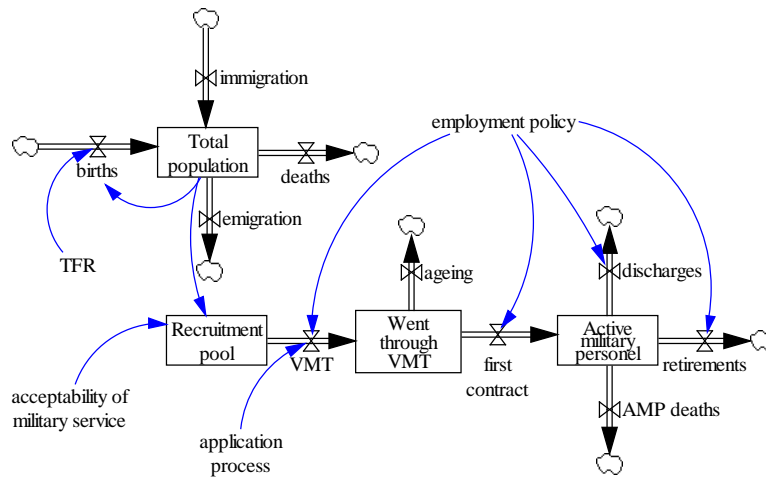 immigration
employment policy
Total
population
births
deaths
emigration
TFR
ageing
discharges
Recruitment
pool
VMT
Went
through
VMT
first
contract
Active
military
personel
retirements
acceptability of
military service
AMP deaths
application
process